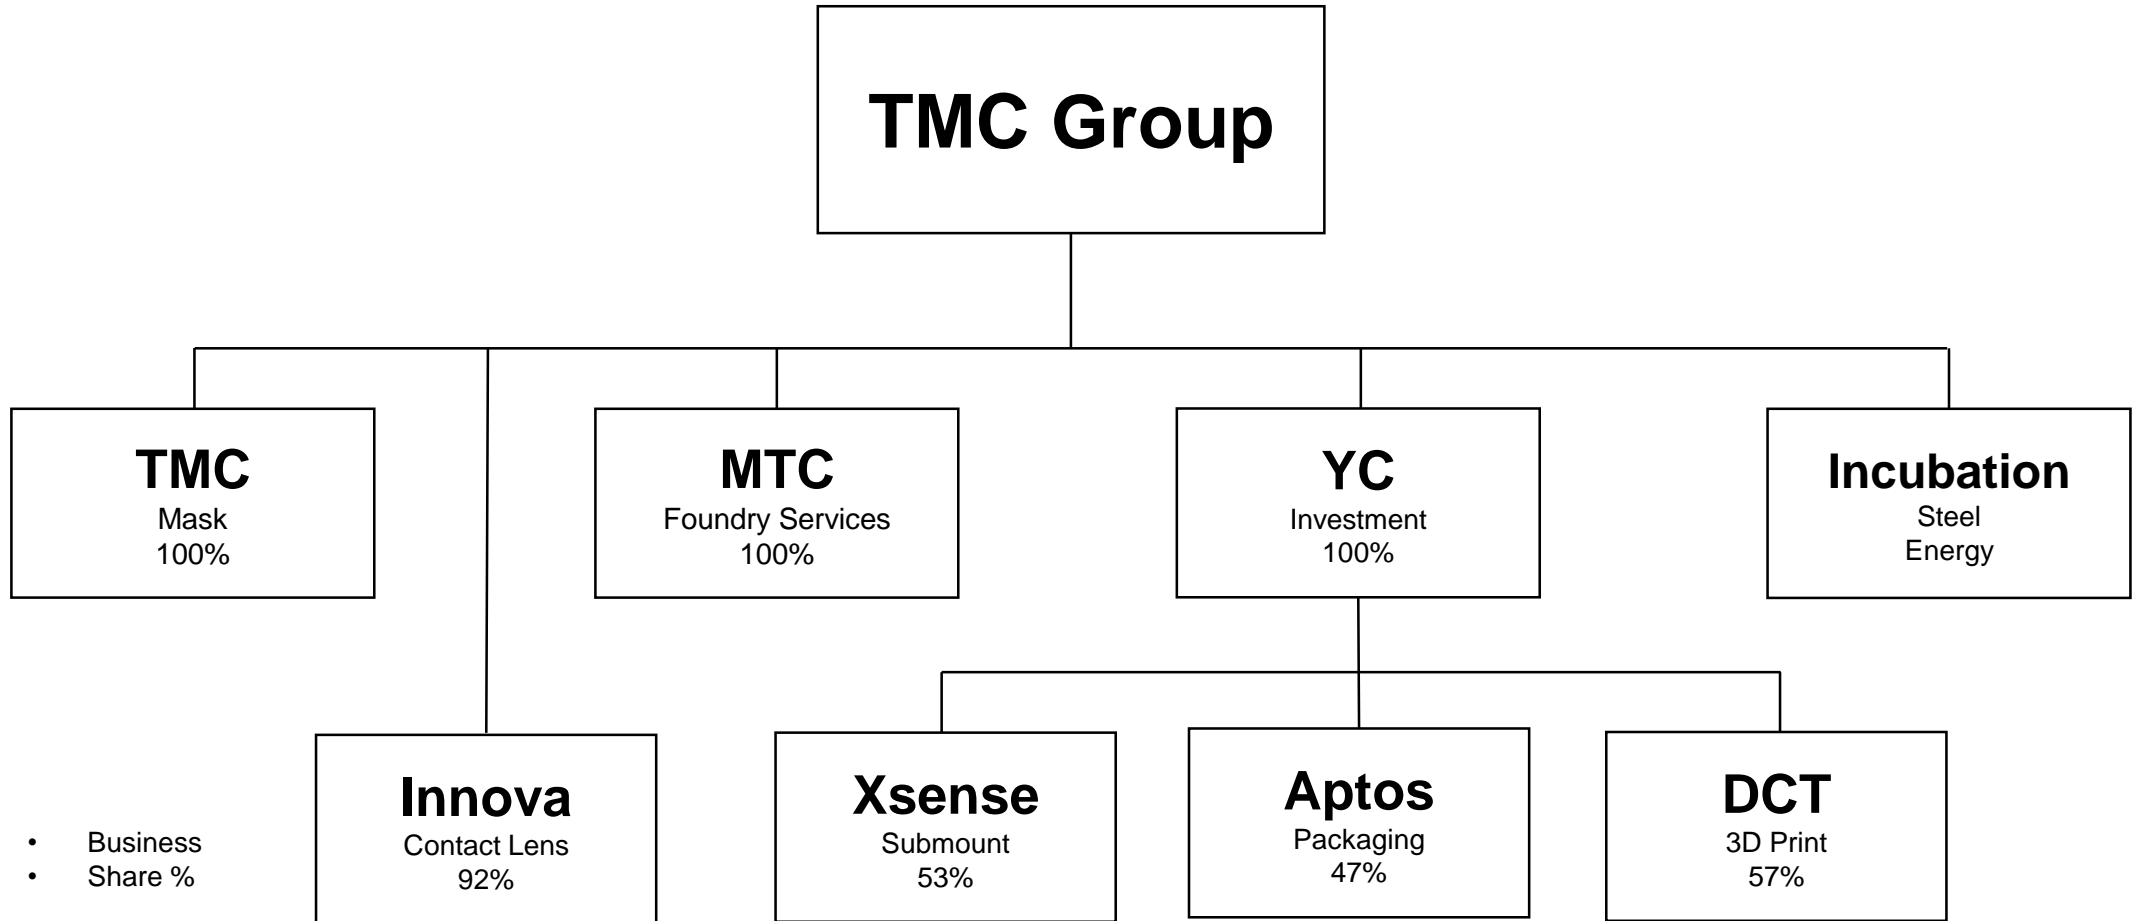 TMC Group
TMC
Mask
100%
MTC
Foundry Services
100%
YC
Investment
100%
Incubation
Steel
Energy
Innova
Contact Lens
92%
Xsense
Submount
53%
Aptos
Packaging
47%
DCT
3D Print
57%
• Business
• Share %